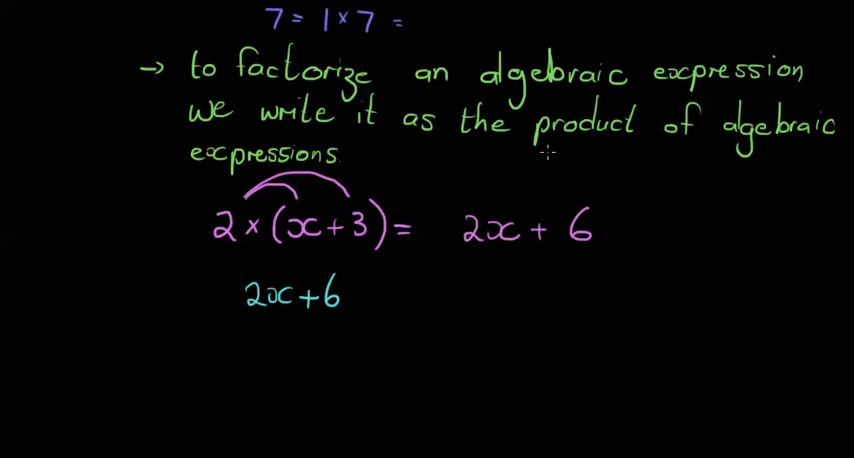 7 = 1 × 7 =
→ to factorize an algebraic expression
we write it as the product of algebraic
expressions.
2 × (x + 3) = 2x + 6
2x + 6